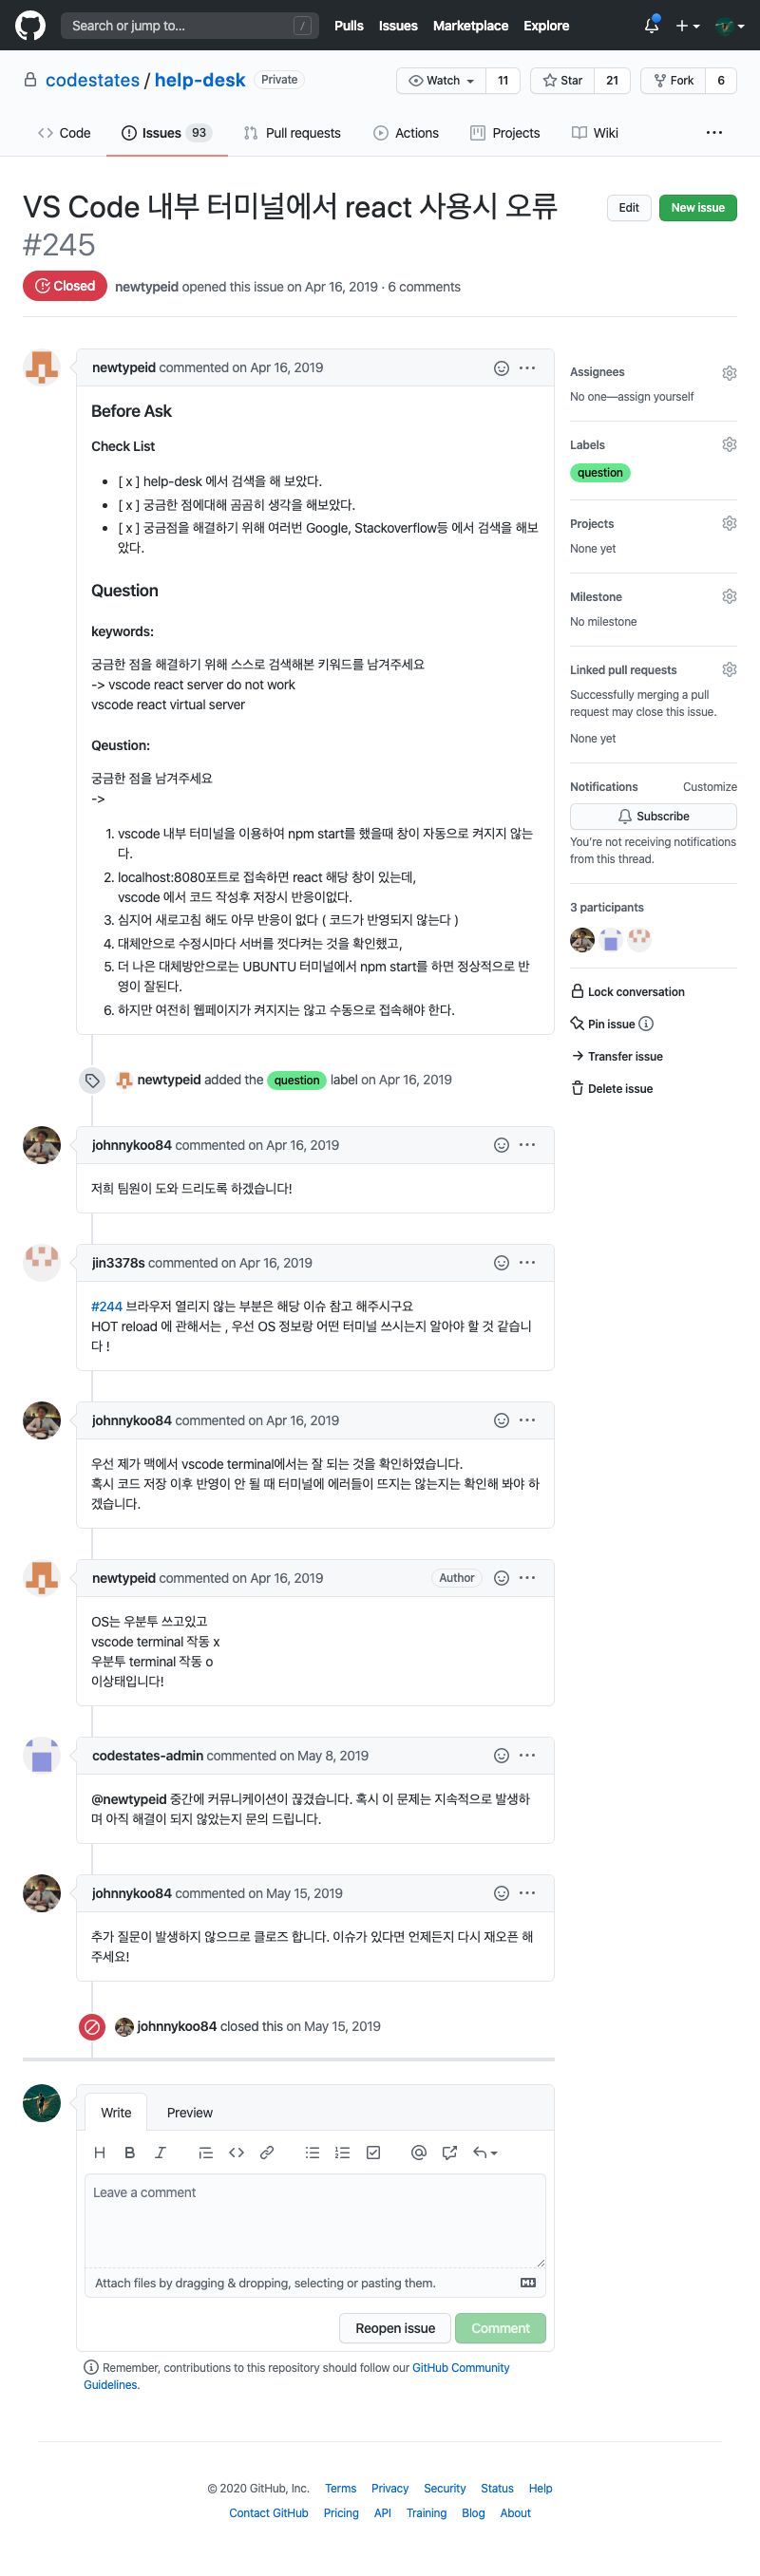 Search or jump to... /
Pulls Issues Marketplace Explore
codestates / help-desk Private
Watch 11 Star 21 Fork 6
Code Issues 93 Pull requests Actions Projects Wiki
VS Code 내부 터미널에서 react 사용시 오류
#245
Edit New issue
Closed newtypeid opened this issue on Apr 16, 2019 · 6 comments
newtypeid commented on Apr 16, 2019
Before Ask
Check List
[ x ] help-desk 에서 검색을 해 보았다.
[ x ] 궁금한 점에대해 곰곰히 생각을 해보았다.
[ x ] 궁금점을 해결하기 위해 여러번 Google, Stackoverflow등 에서 검색을 해보
았다.
Question
keywords:
궁금한 점을 해결하기 위해 스스로 검색해본 키워드를 남겨주세요
-> vscode react server do not work
vscode react virtual server
Qeustion:
궁금한 점을 남겨주세요
->
1. vscode 내부 터미널을 이용하여 npm start를 했을때 창이 자동으로 켜지지 않는
다.
2. localhost:8080포트로 접속하면 react 해당 창이 있는데,
vscode 에서 코드 작성후 저장시 반응이없다.
3. 심지어 새로고침 해도 아무 반응이 없다 ( 코드가 반영되지 않는다 )
4. 대체안으로 수정시마다 서버를 껏다켜는 것을 확인했고,
5. 더 나은 대체방안으로는 UBUNTU 터미널에서 npm start를 하면 정상적으로 반
영이 잘된다.
6. 하지만 여전히 웹페이지가 켜지지는 않고 수동으로 접속해야 한다.
Assignees
No one—assign yourself
Labels
question
Projects
None yet
Milestone
No milestone
Linked pull requests
Successfully merging a pull
request may close this issue.
None yet
Notifications Customize
Subscribe
You're not receiving notifications
from this thread.
3 participants
Lock conversation
Pin issue
Transfer issue
Delete issue
newtypeid added the question label on Apr 16, 2019
johnnykoo84 commented on Apr 16, 2019
저희 팀원이 도와 드리도록 하겠습니다!
jin3378s commented on Apr 16, 2019
#244 브라우저 열리지 않는 부분은 해당 이슈 참고 해주시구요
HOT reload 에 관해서는 , 우선 OS 정보랑 어떤 터미널 쓰시는지 알아야 할 것 같습니
다 !
johnnykoo84 commented on Apr 16, 2019
우선 제가 맥에서 vscode terminal에서는 잘 되는 것을 확인하였습니다.
혹시 코드 저장 이후 반영이 안 될 때 터미널에 에러들이 뜨지는 않는지는 확인해 봐야 하
겠습니다.
newtypeid commented on Apr 16, 2019 Author
OS는 우분투 쓰고있고
vscode terminal 작동 x
우분투 terminal 작동 o
이상태입니다!
codestates-admin commented on May 8, 2019
@newtypeid 중간에 커뮤니케이션이 끊겼습니다. 혹시 이 문제는 지속적으로 발생하
며 아직 해결이 되지 않았는지 문의 드립니다.
johnnykoo84 commented on May 15, 2019
추가 질문이 발생하지 않으므로 클로즈 합니다. 이슈가 있다면 언제든지 다시 재오픈 해
주세요!
johnnykoo84 closed this on May 15, 2019
Write Preview
Leave a comment
Attach files by dragging & dropping, selecting or pasting them.
Reopen issue Comment
Remember, contributions to this repository should follow our GitHub Community
Guidelines.
© 2020 GitHub, Inc. Terms Privacy Security Status Help
Contact GitHub Pricing API Training Blog About